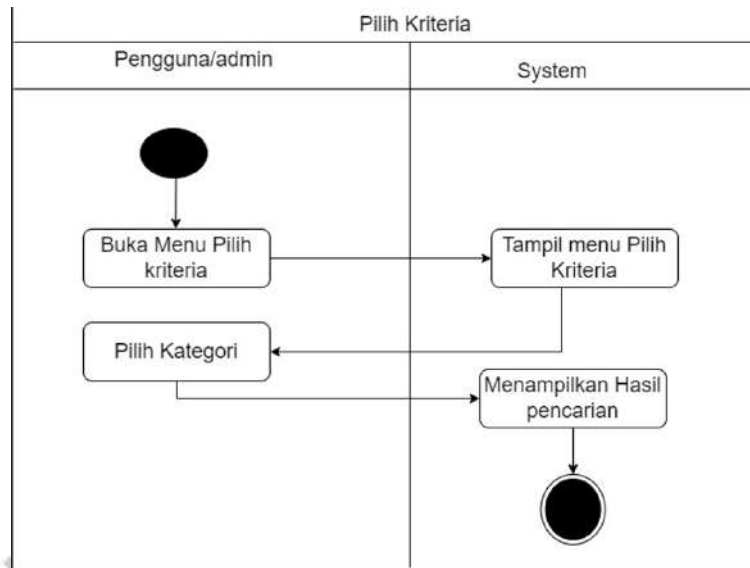 Pilih Kriteria
Pengguna/admin
System
Buka Menu Pilih
kriteria
Tampil menu Pilih
Kriteria
Pilih Kategori
Menampilkan Hasil
pencarian